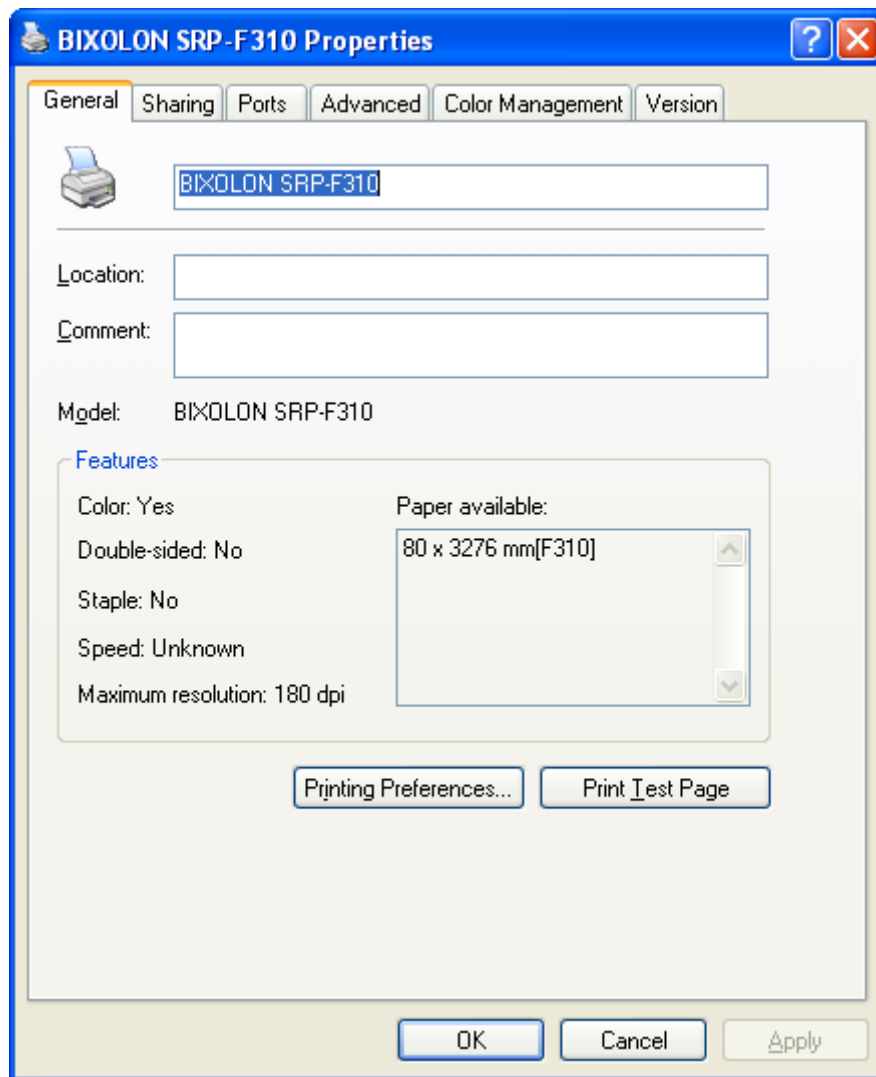 BIXOLON SRP-F310 Properties
General Sharing Ports Advanced Color Management Version
BIXOLON SRP-F310
Location:
Comment:
Model: BIXOLON SRP-F310
Features
Color: Yes Paper available:
Double-sided: No 80 x 3276 mm[F310]
Staple: No
Speed: Unknown
Maximum resolution: 180 dpi
Printing Preferences... Print Test Page
OK Cancel Apply